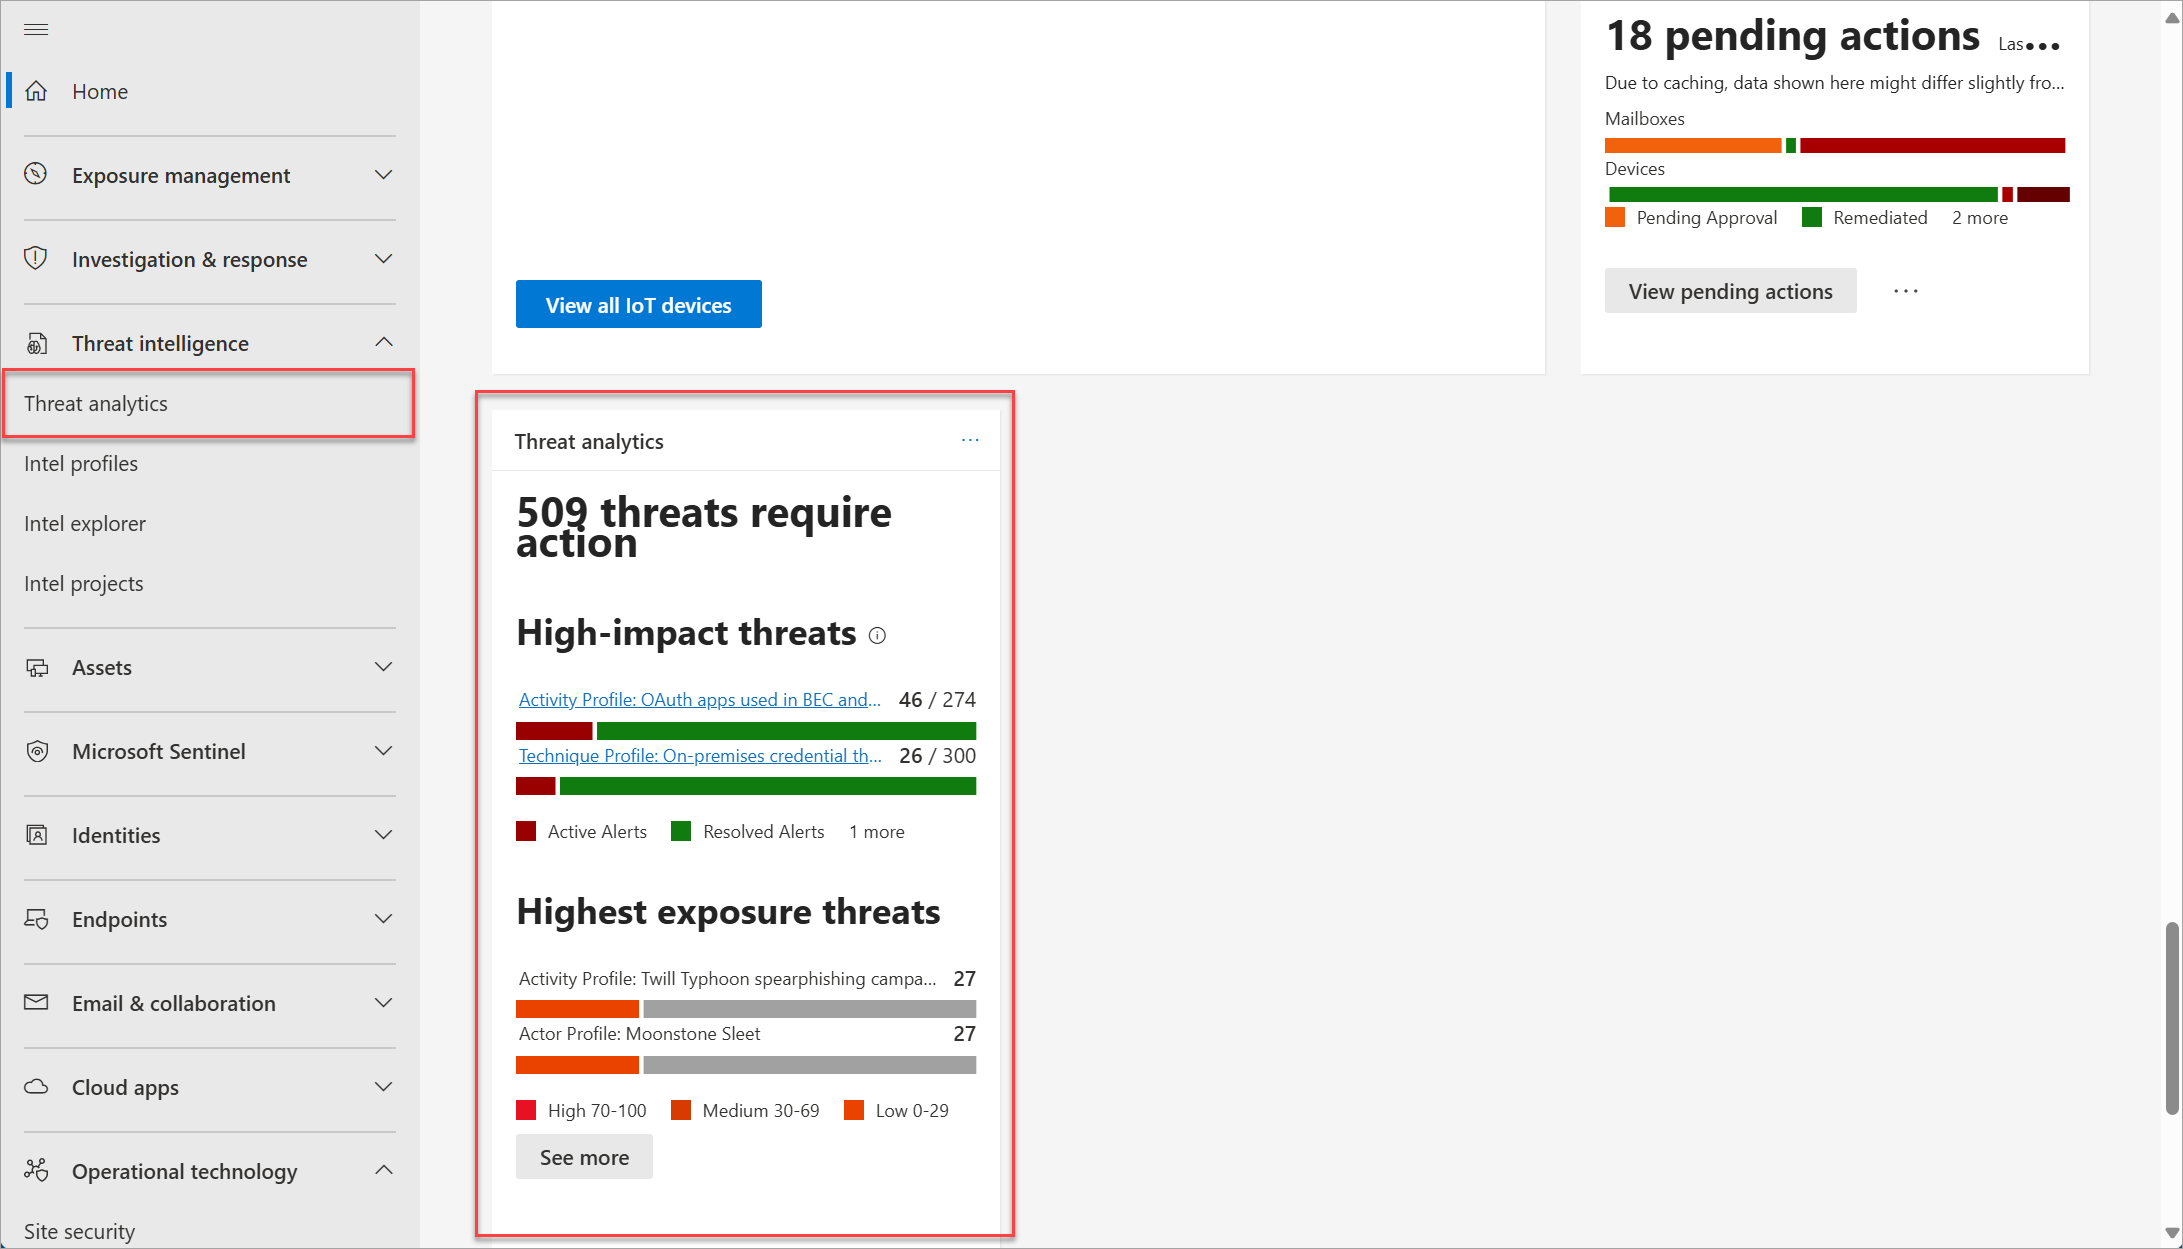 Home
Exposure management
Investigation & response
Threat intelligence
Threat analytics
Intel profiles
Intel explorer
Intel projects
Assets
Microsoft Sentinel
Identities
Endpoints
Email & collaboration
Cloud apps
Operational technology
Site security
View all IoT devices
18 pending actions Las...
Due to caching, data shown here might differ slightly fro...
Mailboxes
Devices
Pending Approval Remediated 2 more
View pending actions ...
Threat analytics ...
509 threats require
action
High-impact threats
Activity Profile: OAuth apps used in BEC and... 46 / 274
Technique Profile: On-premises credential th... 26 / 300
Active Alerts Resolved Alerts 1 more
Highest exposure threats
Activity Profile: Twill Typhoon spearphishing campa... 27
Actor Profile: Moonstone Sleet 27
High 70-100 Medium 30-69 Low 0-29
See more